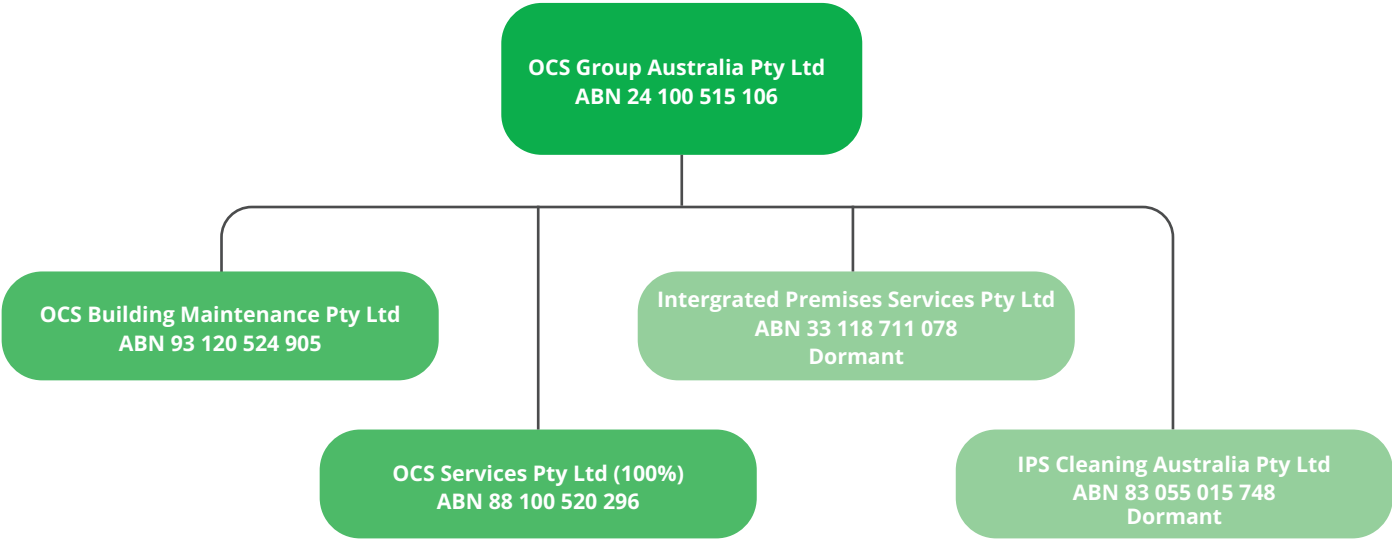 OCS Group Australia Pty Ltd
ABN 24 100 515 106
OCS Building Maintenance Pty Ltd
ABN 93 120 524 905
Intergrated Premises Services Pty Ltd
ABN 33 118 711 078
Dormant
OCS Services Pty Ltd (100%)
ABN 88 100 520 296
IPS Cleaning Australia Pty Ltd
ABN 83 055 015 748
Dormant